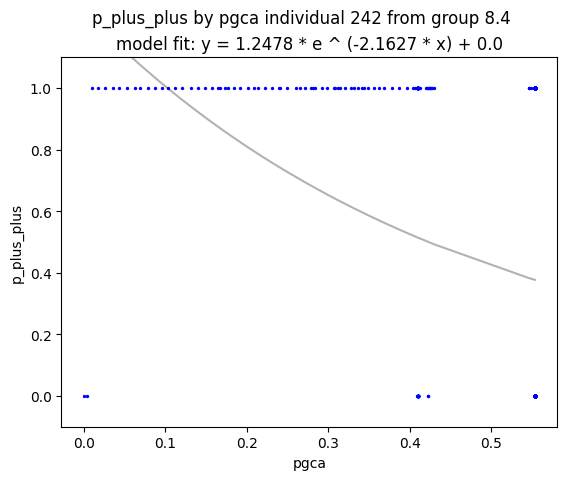 p_plus_plus by pgca individual 242 from group 8.4
model fit: y = 1.2478 * e ^ (-2.1627 * x) + 0.0
1.0
0.8
0.6
0.4
0.2
0.0
p_plus_plus
0.0 0.1 0.2 0.3 0.4 0.5
pgca